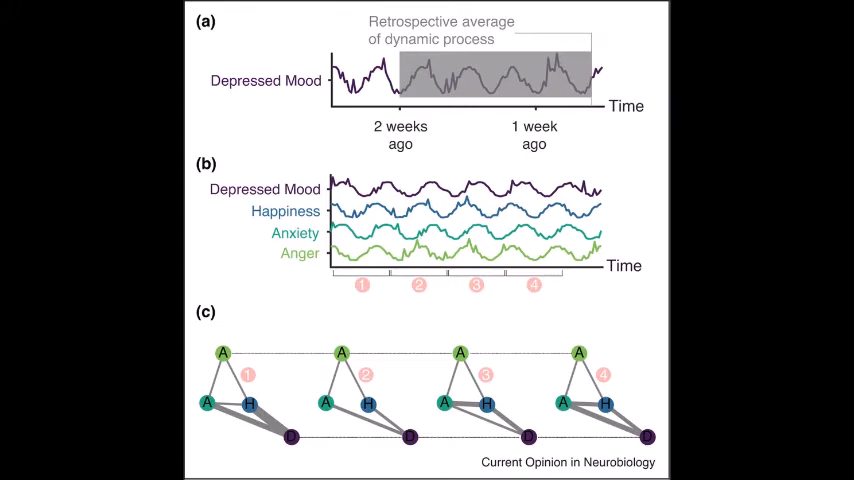 (a)
Retrospective average
of dynamic process
Depressed Mood
Time
2 weeks
ago
1 week
ago
(b)
Depressed Mood
Happiness
Anxiety
Anger
Time
1 2 3 4
(c)
A A A A
1 2 3 4
A H A H A H A H
D D D D
Current Opinion in Neurobiology